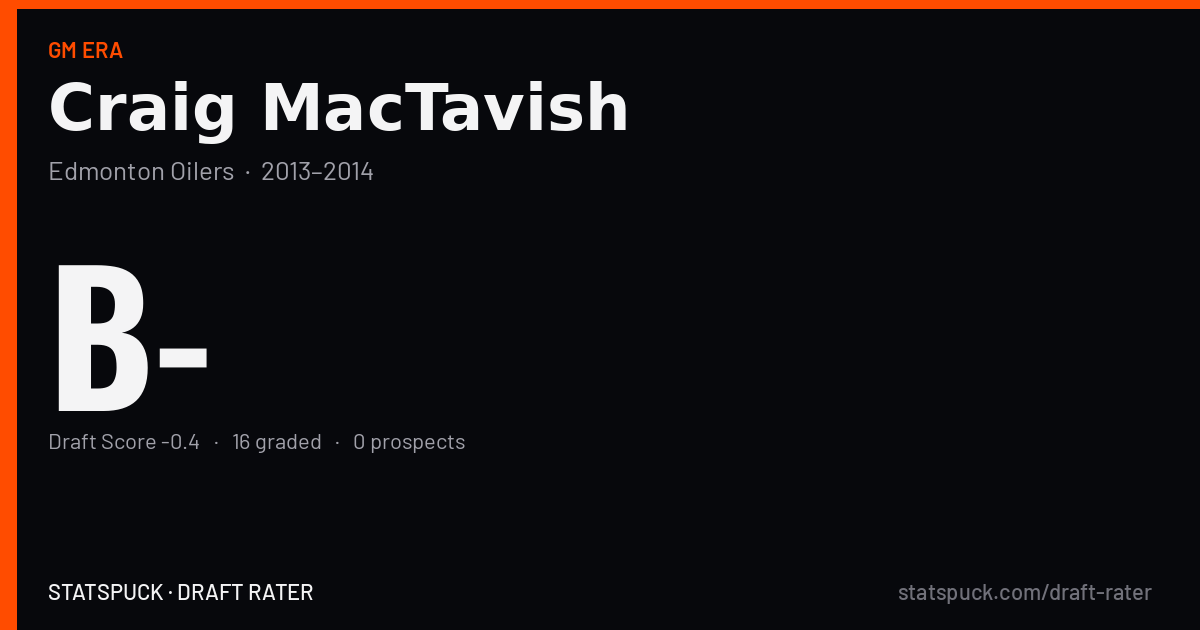 GM ERA
Craig MacTavish
Edmonton Oilers · 2013–2014
B-
Draft Score -0.4 · 16 graded · 0 prospects
STATSPUCK · DRAFT RATER
statspuck.com/draft-rater